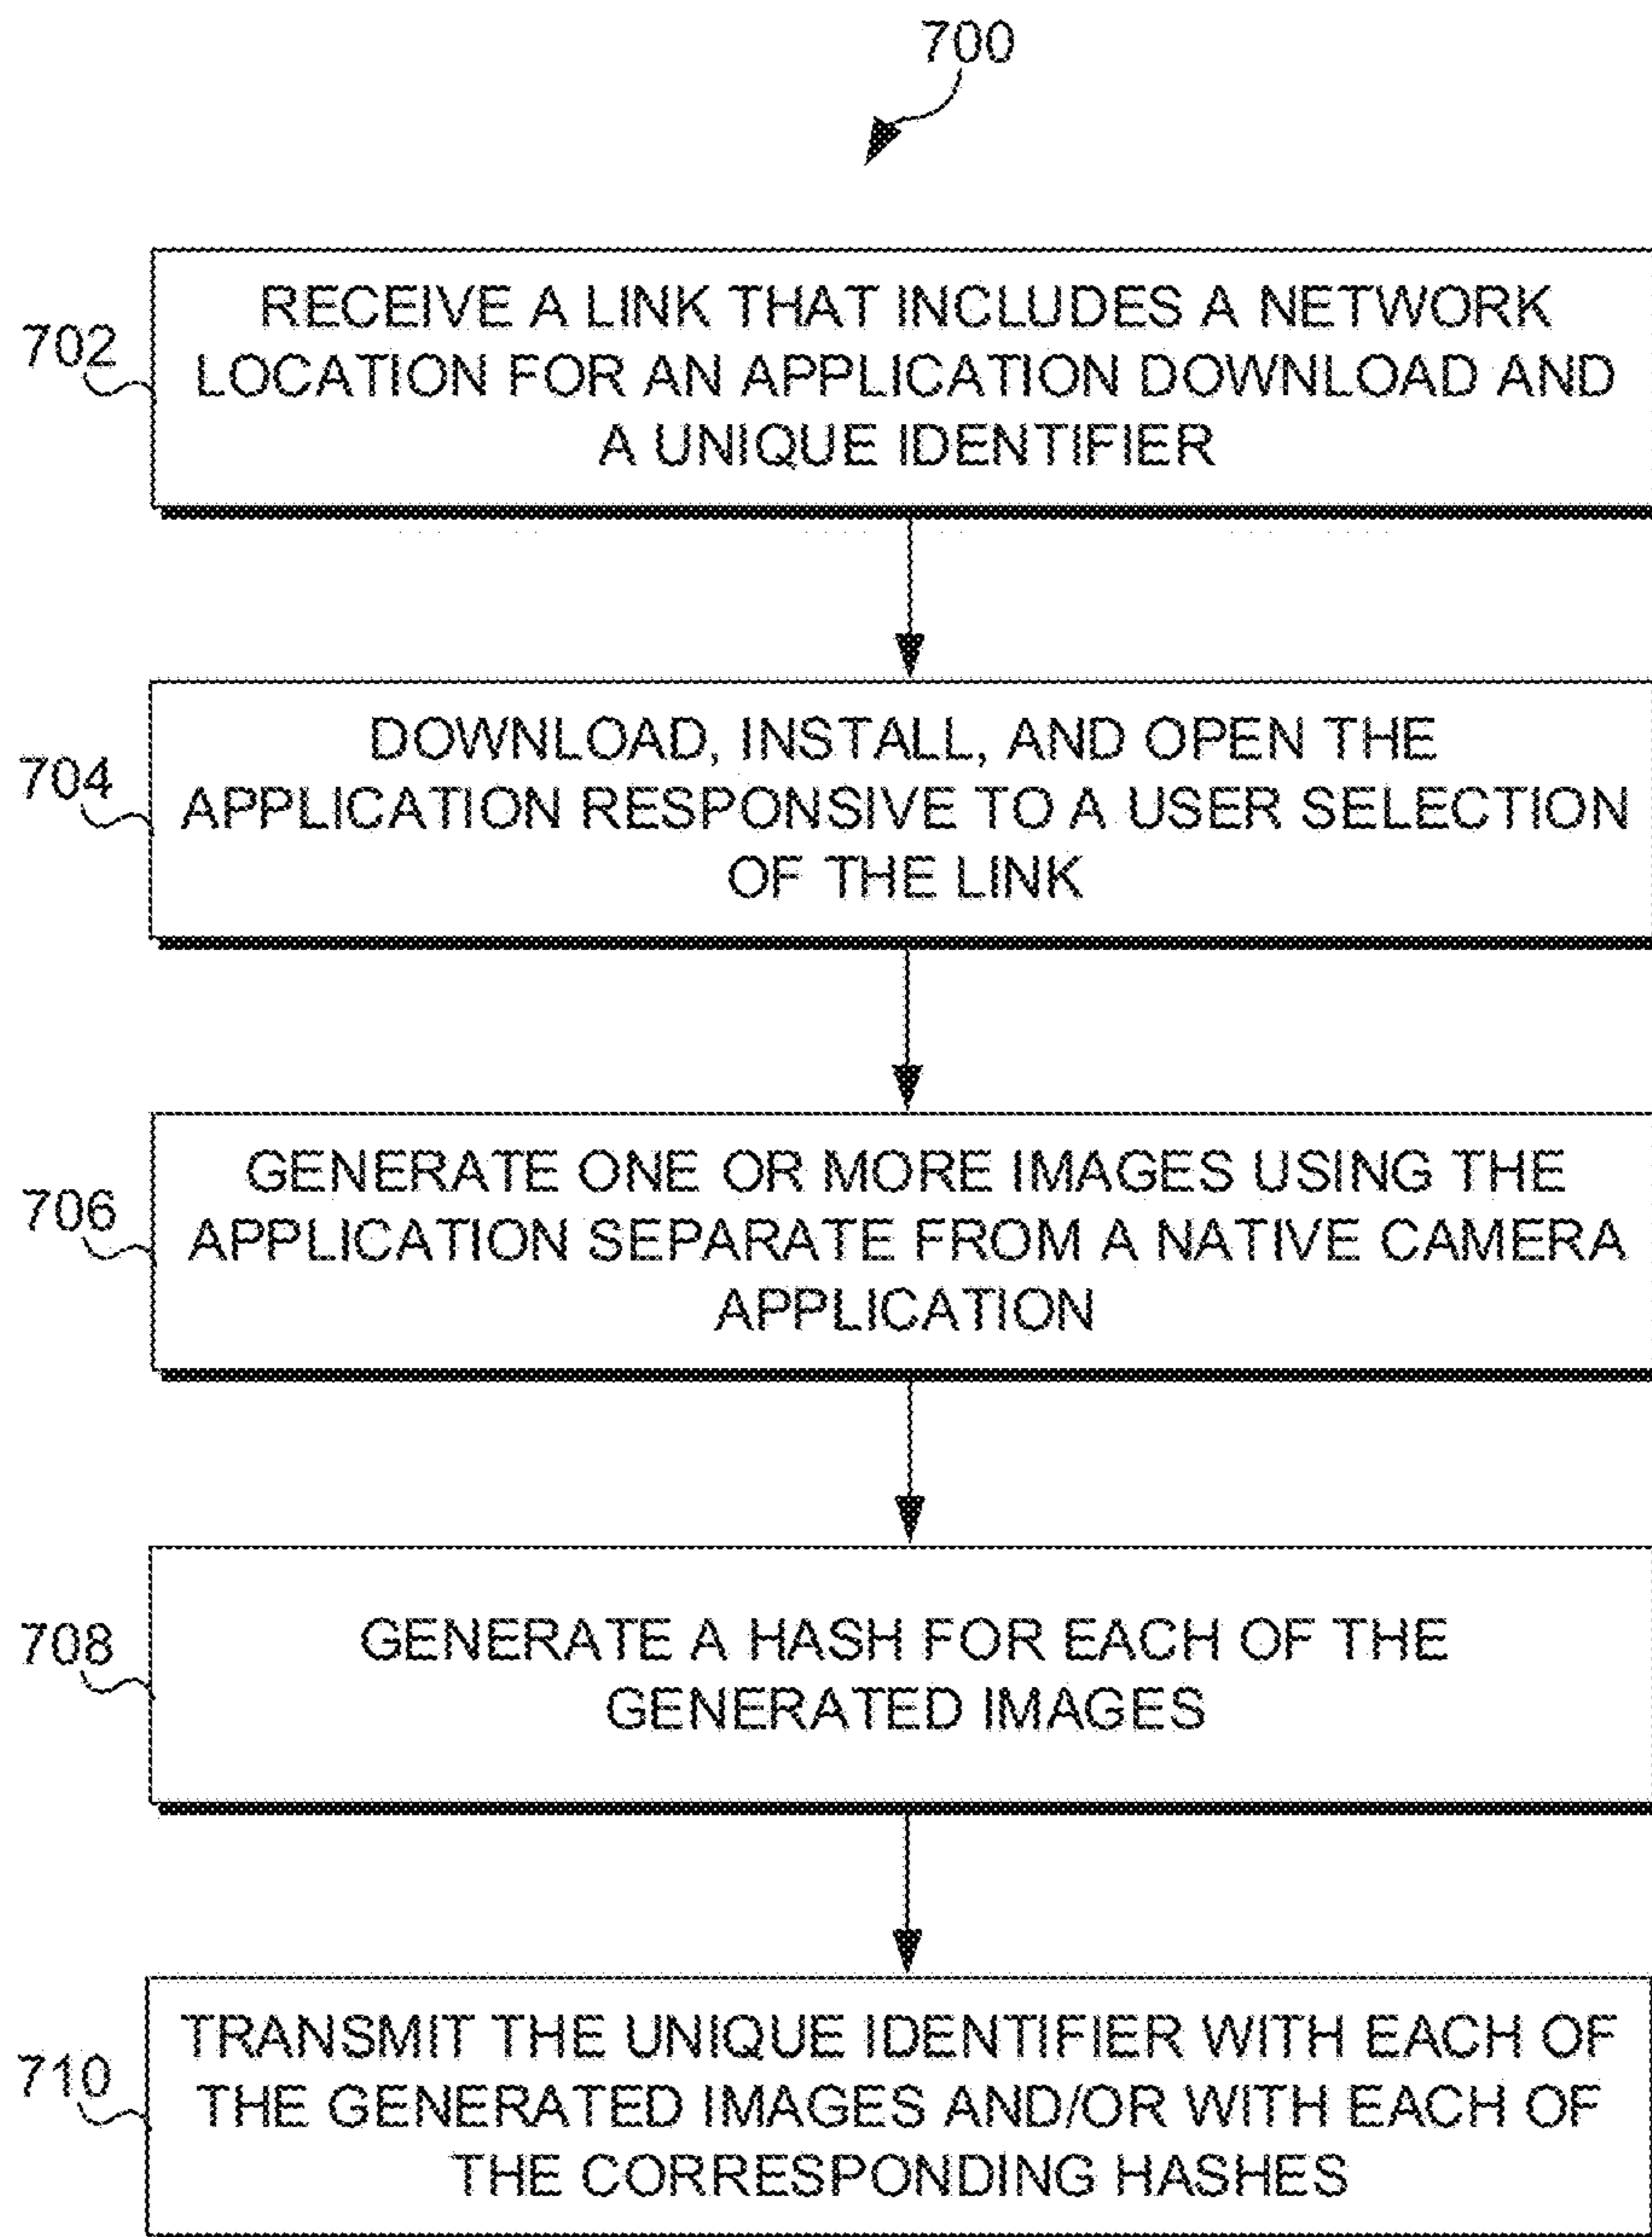 700
702
RECEIVE A LINK THAT INCLUDES A NETWORK
LOCATION FOR AN APPLICATION DOWNLOAD AND
A UNIQUE IDENTIFIER
704
DOWNLOAD, INSTALL, AND OPEN THE
APPLICATION RESPONSIVE TO A USER SELECTION
OF THE LINK
706
GENERATE ONE OR MORE IMAGES USING THE
APPLICATION SEPARATE FROM A NATIVE CAMERA
APPLICATION
708
GENERATE A HASH FOR EACH OF THE
GENERATED IMAGES
710
TRANSMIT THE UNIQUE IDENTIFIER WITH EACH OF
THE GENERATED IMAGES AND/OR WITH EACH OF
THE CORRESPONDING HASHES